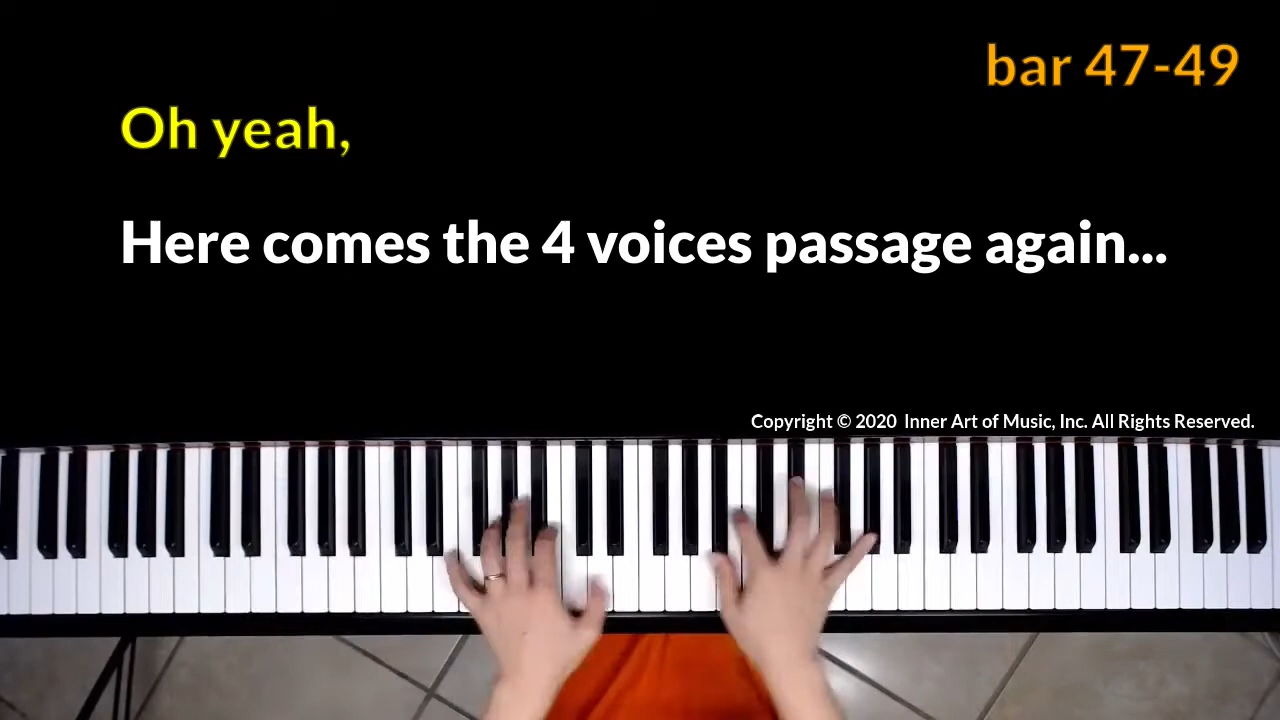 bar 47-49
Oh yeah,
Here comes the 4 voices passage again...
Copyright © 2020 Inner Art of Music, Inc. All Rights Reserved.